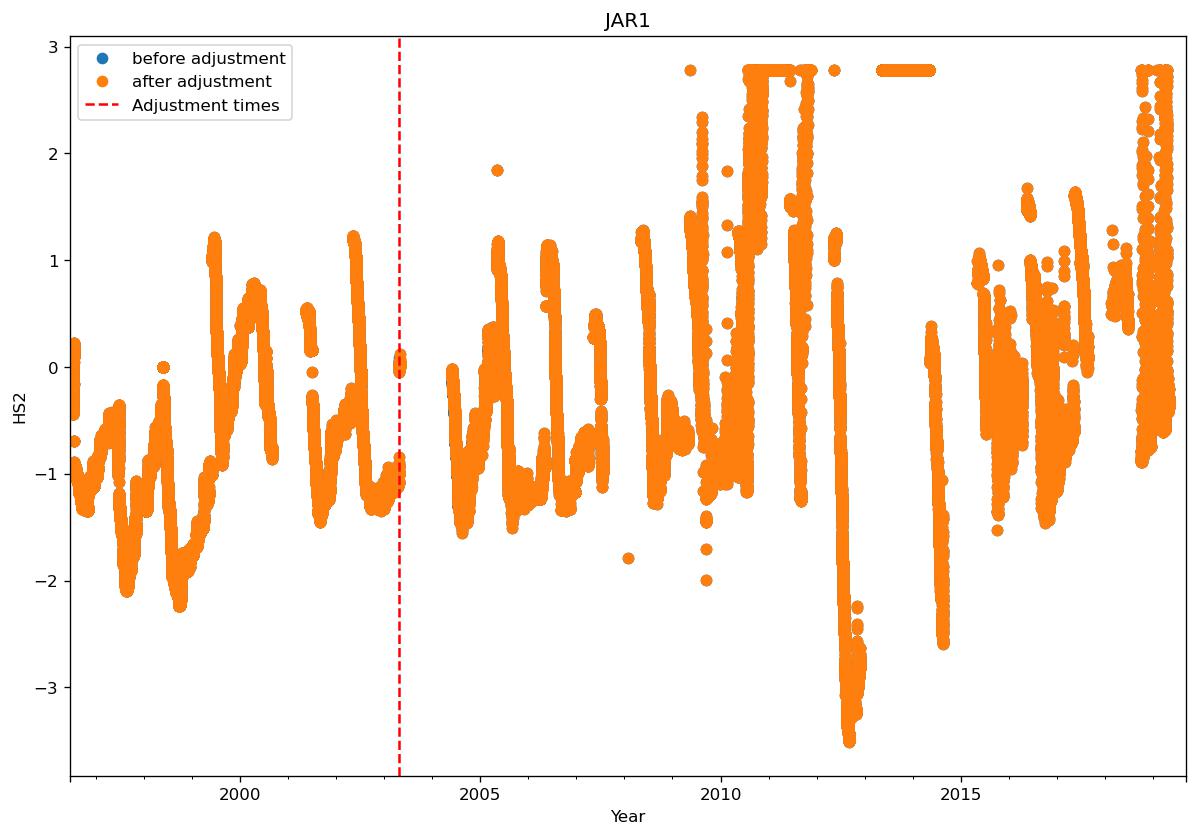 JAR1
before adjustment
after adjustment
Adjustment times
3
2
1
0
−1
−2
−3
HS2
2000
2005
2010
2015
Year